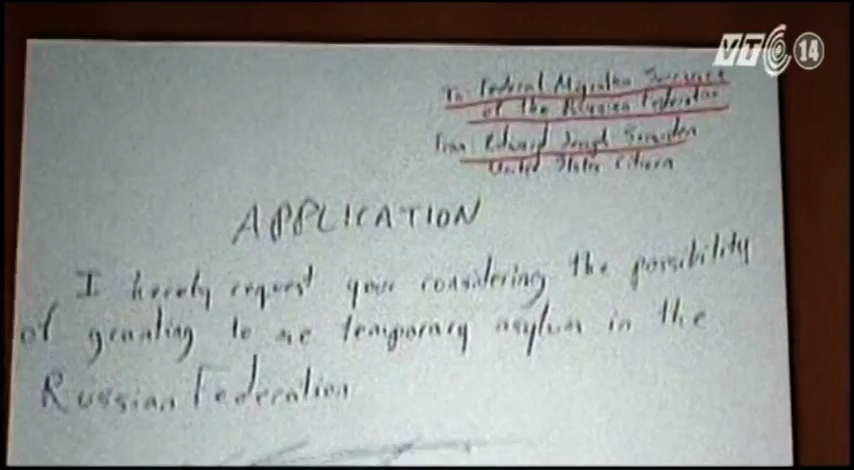 VTC 14
To: Federal Migration Service
of the Russian Federation
From: Edward Joseph Snowden
United States Citizen
APPLICATION
I hereby request your considering the possibility
of granting to me temporary asylum in the
Russian Federation